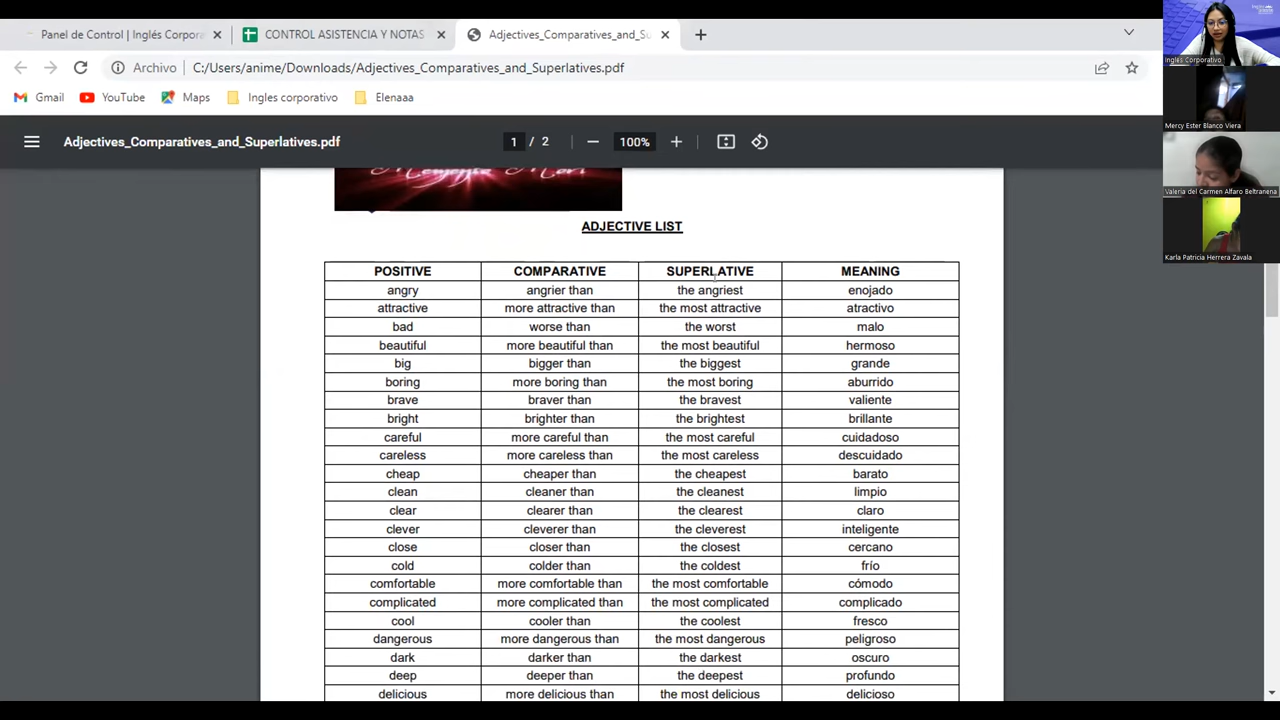 Panel de Control | Inglés Corpora
CONTROL ASISTENCIA Y NOTAS
Adjectives_Comparatives_and_Su
Archivo
C:/Users/anime/Downloads/Adjectives_Comparatives_and_Superlatives.pdf
Gmail
YouTube
Maps
Ingles corporativo
Elenaaa
Adjectives_Comparatives_and_Superlatives.pdf
1 / 2
100%
ADJECTIVE LIST
POSITIVE COMPARATIVE SUPERLATIVE MEANING
angry angrier than the angriest enojado
attractive more attractive than the most attractive atractivo
bad worse than the worst malo
beautiful more beautiful than the most beautiful hermoso
big bigger than the biggest grande
boring more boring than the most boring aburrido
brave braver than the bravest valiente
bright brighter than the brightest brillante
careful more careful than the most careful cuidadoso
careless more careless than the most careless descuidado
cheap cheaper than the cheapest barato
clean cleaner than the cleanest limpio
clear clearer than the clearest claro
clever cleverer than the cleverest inteligente
close closer than the closest cercano
cold colder than the coldest frío
comfortable more comfortable than the most comfortable cómodo
complicated more complicated than the most complicated complicado
cool cooler than the coolest fresco
dangerous more dangerous than the most dangerous peligroso
dark darker than the darkest oscuro
deep deeper than the deepest profundo
delicious more delicious than the most delicious delicioso
Ingles Corporativo
Mercy Ester Blanco Viera
Valeria del Carmen Alfaro Beltranena
Karla Patricia Herrera Zavala